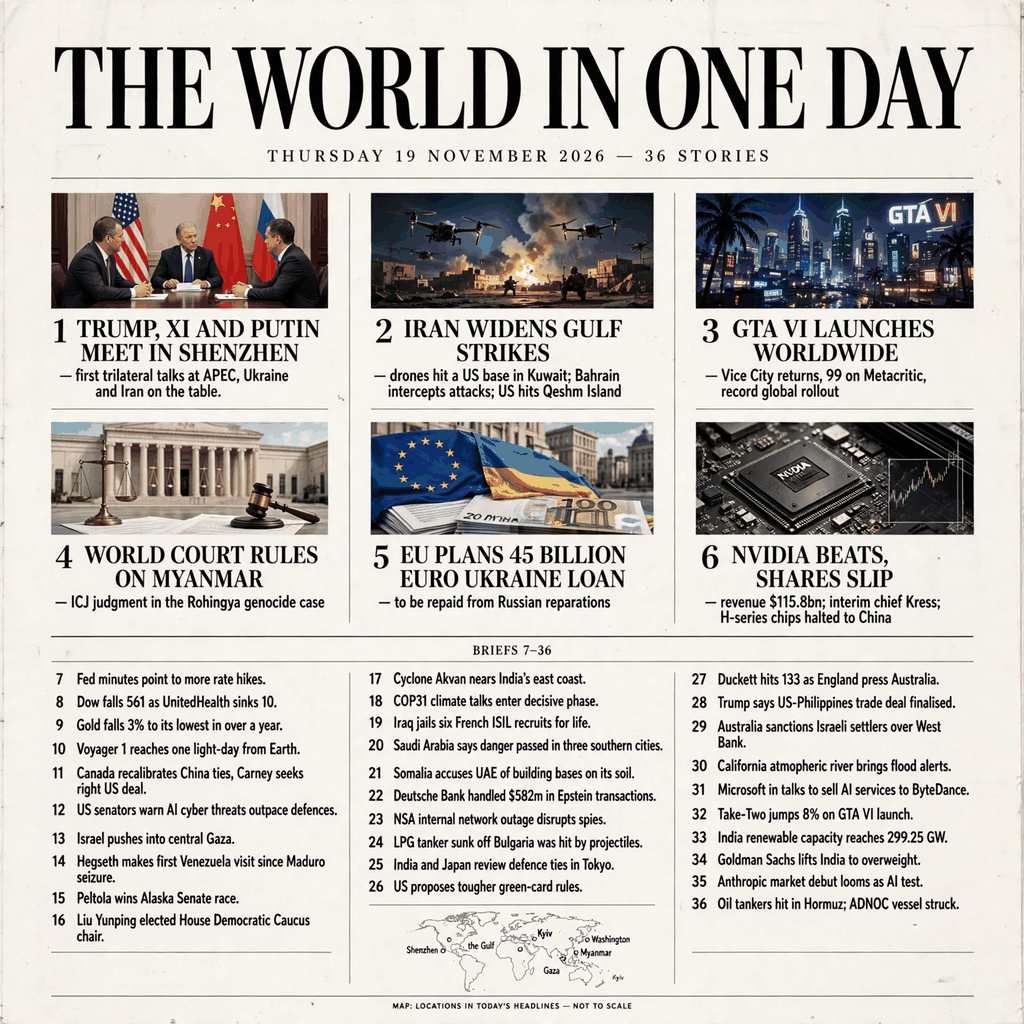 THE WORLD IN ONE DAY
THURSDAY 19 NOVEMBER 2026 — 36 STORIES
GTA VI
1 TRUMP, XI AND PUTIN
MEET IN SHENZHEN
— first trilateral talks at APEC, Ukraine
and Iran on the table.
2 IRAN WIDENS GULF
STRIKES
— drones hit a US base in Kuwait; Bahrain
intercepts attacks; US hits Qeshm Island
3 GTA VI LAUNCHES
WORLDWIDE
— Vice City returns, 99 on Metacritic,
record global rollout
100
NVIDIA
4 WORLD COURT RULES
ON MYANMAR
— ICJ judgment in the Rohingya genocide case
5 EU PLANS 45 BILLION
EURO UKRAINE LOAN
— to be repaid from Russian reparations
6 NVIDIA BEATS,
SHARES SLIP
— revenue $115.8bn; interim chief Kress;
H-series chips halted to China
BRIEFS 7–36
7 Fed minutes point to more rate hikes.
8 Dow falls 561 as UnitedHealth sinks 10.
9 Gold falls 3% to its lowest in over a year.
10 Voyager 1 reaches one light-day from Earth.
11 Canada recalibrates China ties, Carney seeks
right US deal.
12 US senators warn AI cyber threats outpace defences.
13 Israel pushes into central Gaza.
14 Hegseth makes first Venezuela visit since Maduro
seizure.
15 Peltola wins Alaska Senate race.
16 Liu Yunping elected House Democratic Caucus
chair.
17 Cyclone Akvan nears India's east coast.
18 COP31 climate talks enter decisive phase.
19 Iraq jails six French ISIL recruits for life.
20 Saudi Arabia says danger passed in three southern cities.
21 Somalia accuses UAE of building bases on its soil.
22 Deutsche Bank handled $582m in Epstein transactions.
23 NSA internal network outage disrupts spies.
24 LPG tanker sunk off Bulgaria was hit by projectiles.
25 India and Japan review defence ties in Tokyo.
26 US proposes tougher green-card rules.
27 Duckett hits 133 as England press Australia.
28 Trump says US-Philippines trade deal finalised.
29 Australia sanctions Israeli settlers over West
Bank.
30 California atmopheric river brings flood alerts.
31 Microsoft in talks to sell AI services to ByteDance.
32 Take-Two jumps 8% on GTA VI launch.
33 India renewable capacity reaches 299.25 GW.
34 Goldman Sachs lifts India to overweight.
35 Anthropic market debut looms as AI test.
36 Oil tankers hit in Hormuz; ADNOC vessel struck.
Kyiv
Shenzhen
the Gulf
Washington
Myanmar
Gaza
Kyiv
MAP: LOCATIONS IN TODAY'S HEADLINES — NOT TO SCALE